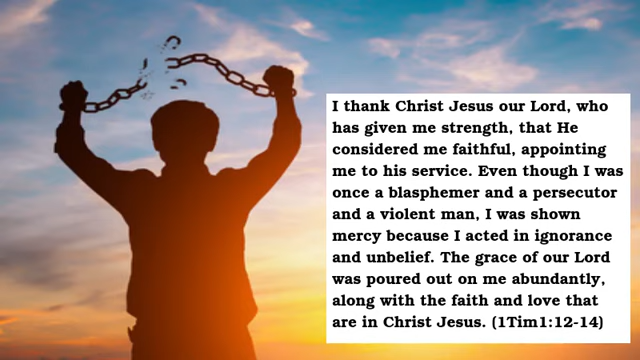 I thank Christ Jesus our Lord, who
has given me strength, that He
considered me faithful, appointing
me to his service. Even though I was
once a blasphemer and a persecutor
and a violent man, I was shown
mercy because I acted in ignorance
and unbelief. The grace of our Lord
was poured out on me abundantly,
along with the faith and love that
are in Christ Jesus. (1Tim1:12-14)